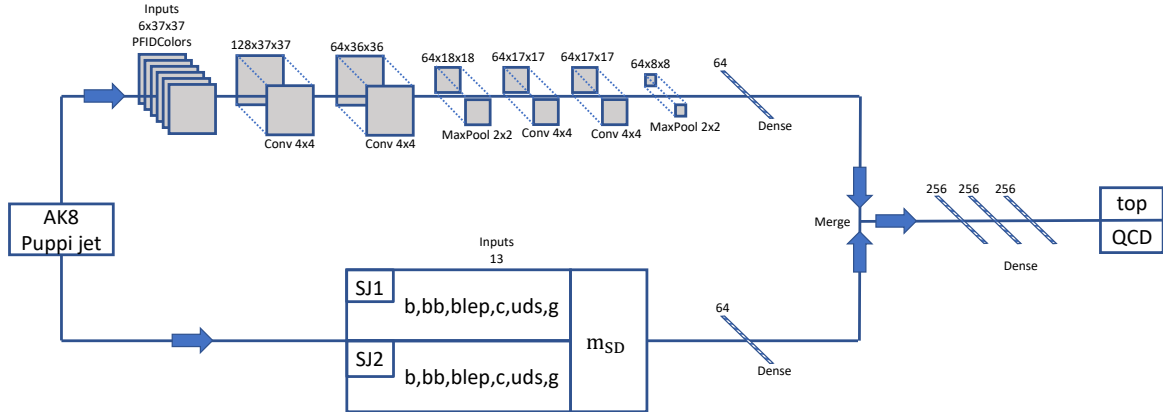 Inputs
6x37x37
PFIDColors
128x37x37
64x36x36
64x18x18
64x17x17
64x17x17
64x8x8
64
Conv 4x4
Conv 4x4
MaxPool 2x2
Conv 4x4
Conv 4x4
MaxPool 2x2
Dense
AK8
Puppi jet
Merge
256
256
256
Dense
top
QCD
Inputs
13
SJ1
b,bb,blep,c,uds,g
SJ2
b,bb,blep,c,uds,g
mSD
64
Dense